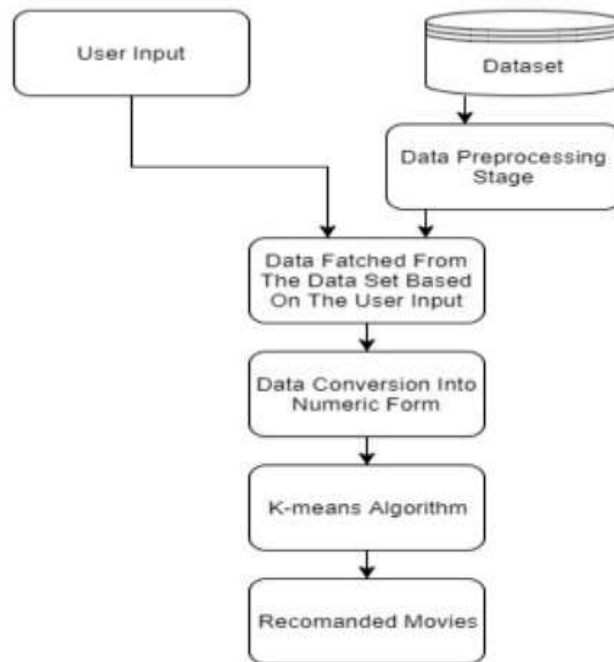 User Input
Dataset
Data Preprocessing
Stage
Data Fatched From
The Data Set Based
On The User Input
Data Conversion Into
Numeric Form
K-means Algorithm
Recomanded Movies